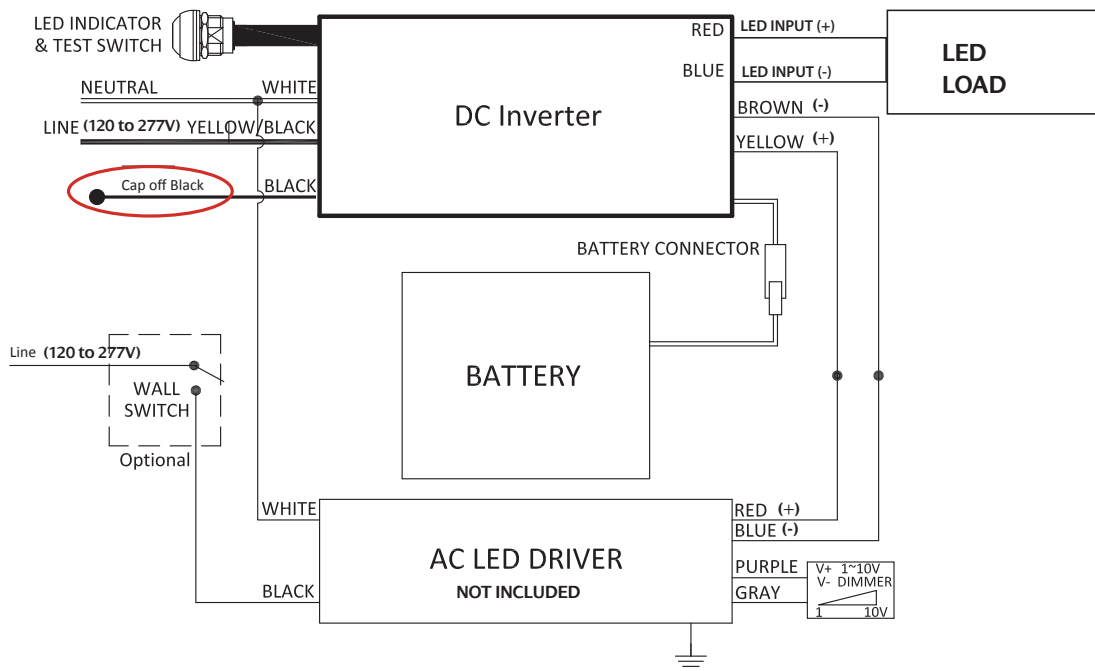 LED INDICATOR
& TEST SWITCH
NEUTRAL
WHITE
LINE (120 to 277V)
YELLOW/BLACK
Cap off Black
BLACK
DC Inverter
RED
LED INPUT (+)
BLUE
LED INPUT (-)
BROWN (-)
YELLOW (+)
LED
LOAD
BATTERY CONNECTOR
BATTERY
Line (120 to 277V)
WALL
SWITCH
Optional
WHITE
BLACK
AC LED DRIVER
NOT INCLUDED
RED (+)
BLUE (-)
PURPLE
GRAY
V+ 1~10V
V- DIMMER
1 10V